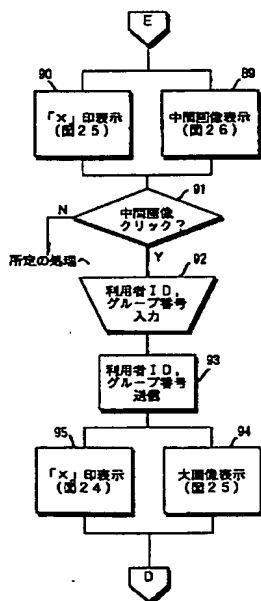 E
90
89
「×」印表示
(図25)
中間画像表示
(図26)
91
中間画像
クリック?
N
所定の処理へ
Y
92
利用者ID,
グループ番号
入力
93
利用者ID,
グループ番号
送信
95
94
「×」印表示
(図24)
大画像表示
(図25)
D